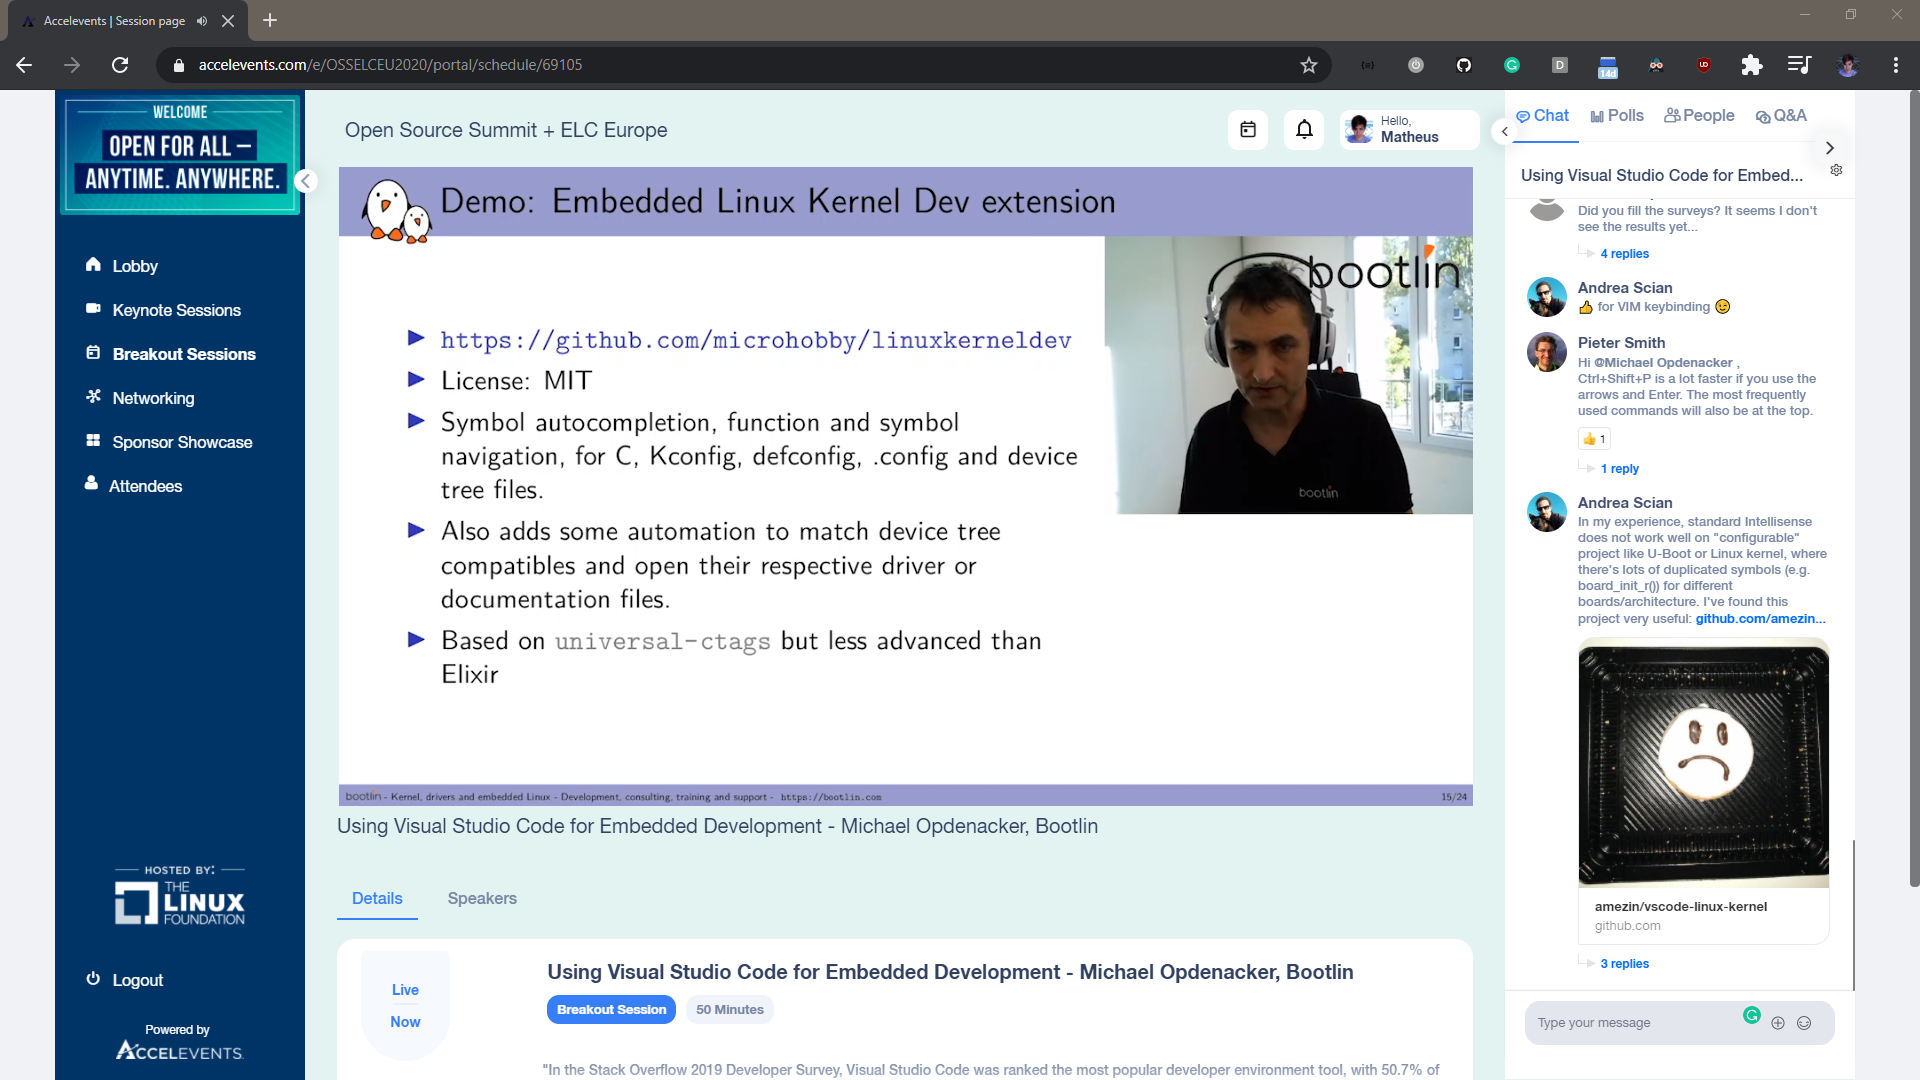 Accelevents | Session page
accelevents.com/e/OSSELCEU2020/portal/schedule/69105
14d
WELCOME
OPEN FOR ALL –
ANYTIME. ANYWHERE.
Lobby
Keynote Sessions
Breakout Sessions
Networking
Sponsor Showcase
Attendees
HOSTED BY:
THE
LINUX
FOUNDATION
Logout
Powered by
ACCELEVENTS
Open Source Summit + ELC Europe
Hello,
Matheus
Demo: Embedded Linux Kernel Dev extension
bootlin
https://github.com/microhobby/linuxkerneldev
License: MIT
Symbol autocompletion, function and symbol
navigation, for C, Kconfig, defconfig, .config and device
tree files.
Also adds some automation to match device tree
compatibles and open their respective driver or
documentation files.
Based on universal-ctags but less advanced than
Elixir
bootlin
bootlin - Kernel, drivers and embedded Linux - Development, consulting, training and support - https://bootlin.com
15/24
Using Visual Studio Code for Embedded Development - Michael Opdenacker, Bootlin
Details
Speakers
Live
Now
Using Visual Studio Code for Embedded Development - Michael Opdenacker, Bootlin
Breakout Session
50 Minutes
"In the Stack Overflow 2019 Developer Survey, Visual Studio Code was ranked the most popular developer environment tool, with 50.7% of
Chat
Polls
People
Q&A
Using Visual Studio Code for Embed...
Did you fill the surveys? It seems I don't
see the results yet...
4 replies
Andrea Scian
👍 for VIM keybinding 😉
Pieter Smith
Hi @Michael Opdenacker ,
Ctrl+Shift+P is a lot faster if you use the
arrows and Enter. The most frequently
used commands will also be at the top.
👍 1
1 reply
Andrea Scian
In my experience, standard Intellisense
does not work well on "configurable"
project like U-Boot or Linux kernel, where
there's lots of duplicated symbols (e.g.
board_init_r()) for different
boards/architecture. I've found this
project very useful: github.com/amezin...
amezin/vscode-linux-kernel
github.com
3 replies
Type your message